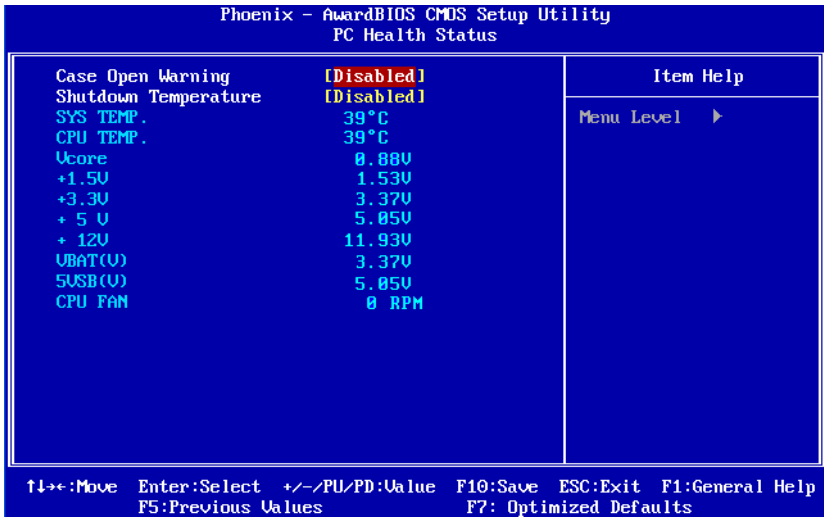 Phoenix - AwardBIOS CMOS Setup Utility
PC Health Status
Case Open Warning [Disabled]
Item Help
Shutdown Temperature [Disabled]
SYS TEMP. 39°C
Menu Level ▶
CPU TEMP. 39°C
Vcore 0.88V
+1.5V 1.53V
+3.3V 3.37V
+ 5 V 5.05V
+ 12V 11.93V
VBAT(V) 3.37V
5VSB(V) 5.05V
CPU FAN 0 RPM
↑↓→←:Move Enter:Select +/-/PU/PD:Value F10:Save ESC:Exit F1:General Help
F5:Previous Values F7: Optimized Defaults